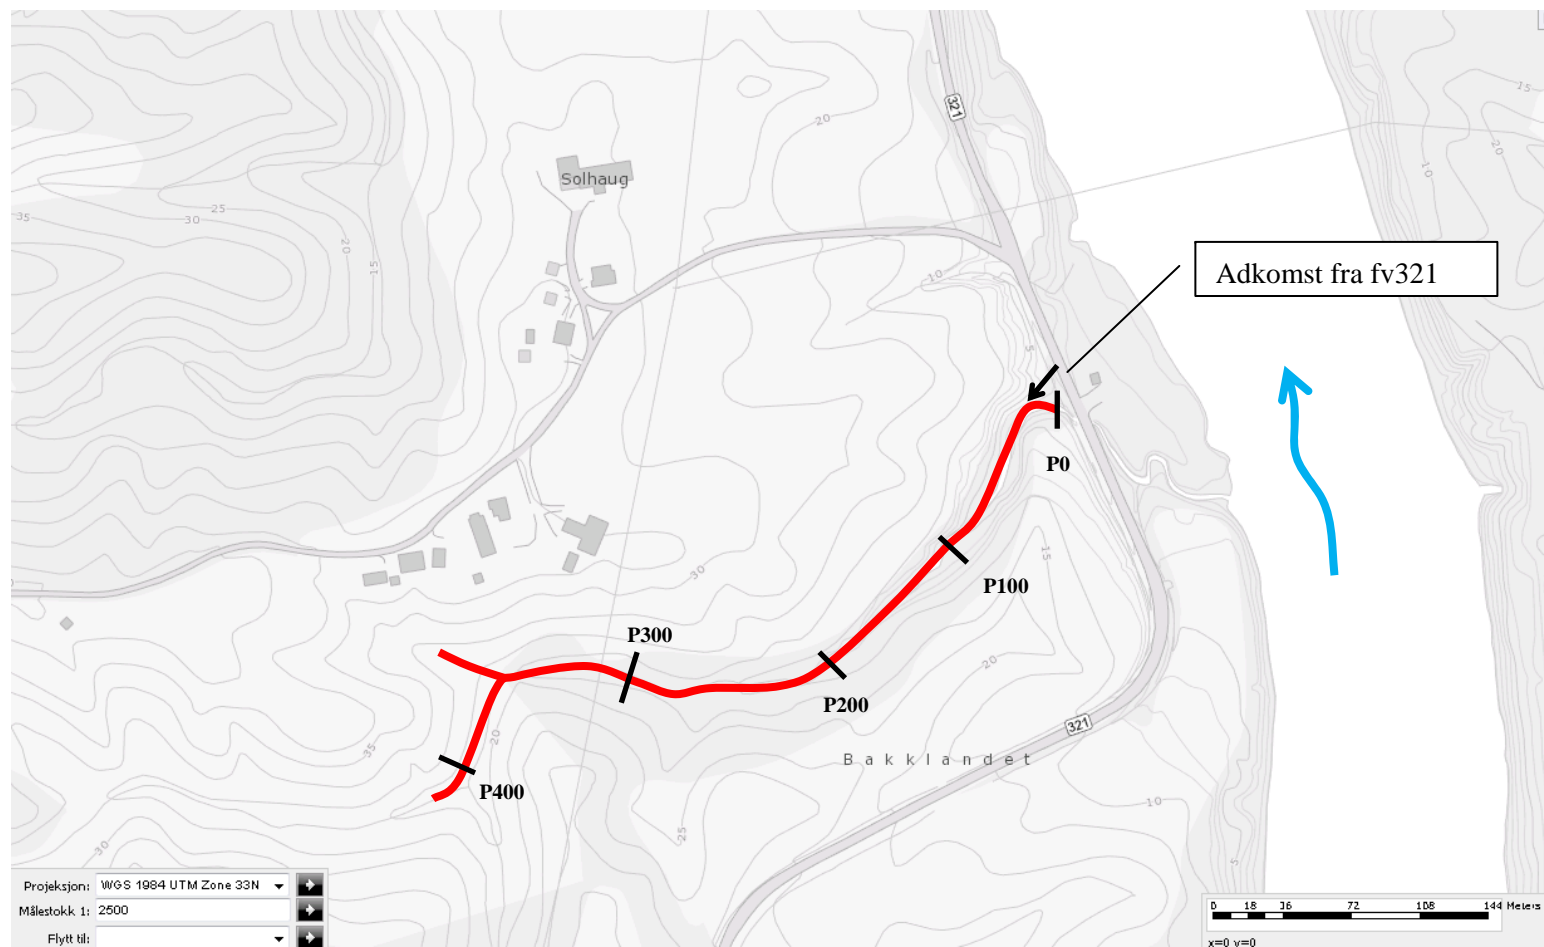 15
321
20
20
10
Solhaug
35
30
25
20
15
Adkomst fra fv321
10
5
P0
15
P100
30
P300
20
P200
321
20
35
Bakklandet
P400
10
25
30
5
Projeksjon: WGS 1984 UTM Zone 33N
Målestokk 1: 2500
Flytt til:
0 18 36 72 108 144 Meters
x=0 y=0